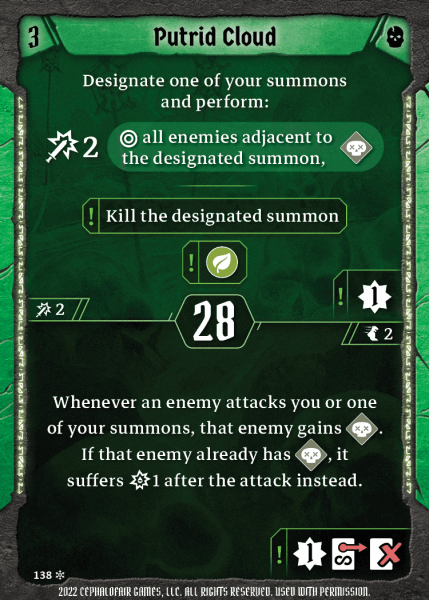 3 Putrid Cloud
Designate one of your summons
and perform:
2 all enemies adjacent to
the designated summon,
! Kill the designated summon
!
! 1
2
28
2
Whenever an enemy attacks you or one
of your summons, that enemy gains .
If that enemy already has , it
suffers 1 after the attack instead.
! 1
138
2022 CEPHALOFAIR GAMES, LLC. ALL RIGHTS RESERVED. USED WITH PERMISSION.